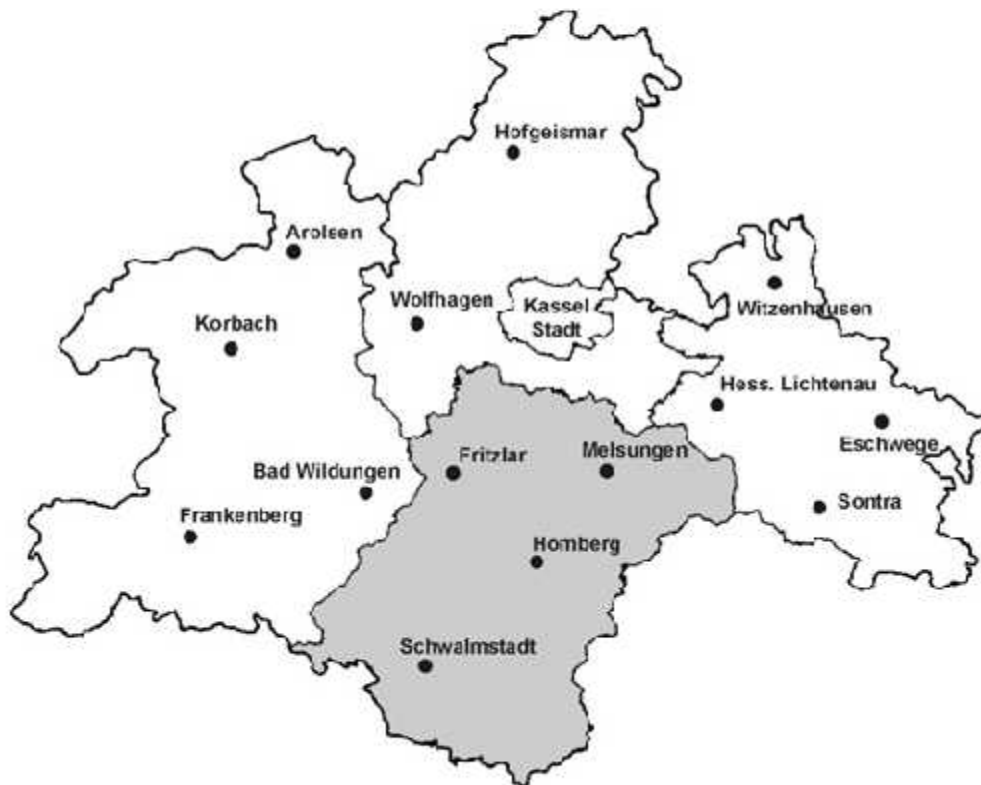 Hofgeismar
Arolsen
Wolfhagen
Kassel
Stadt
Witzenhausen
Korbach
Hess. Lichtenau
Eschwege
Fritzlar
Melsungen
Bad Wildungen
Sontra
Frankenberg
Homberg
Schwalmstadt